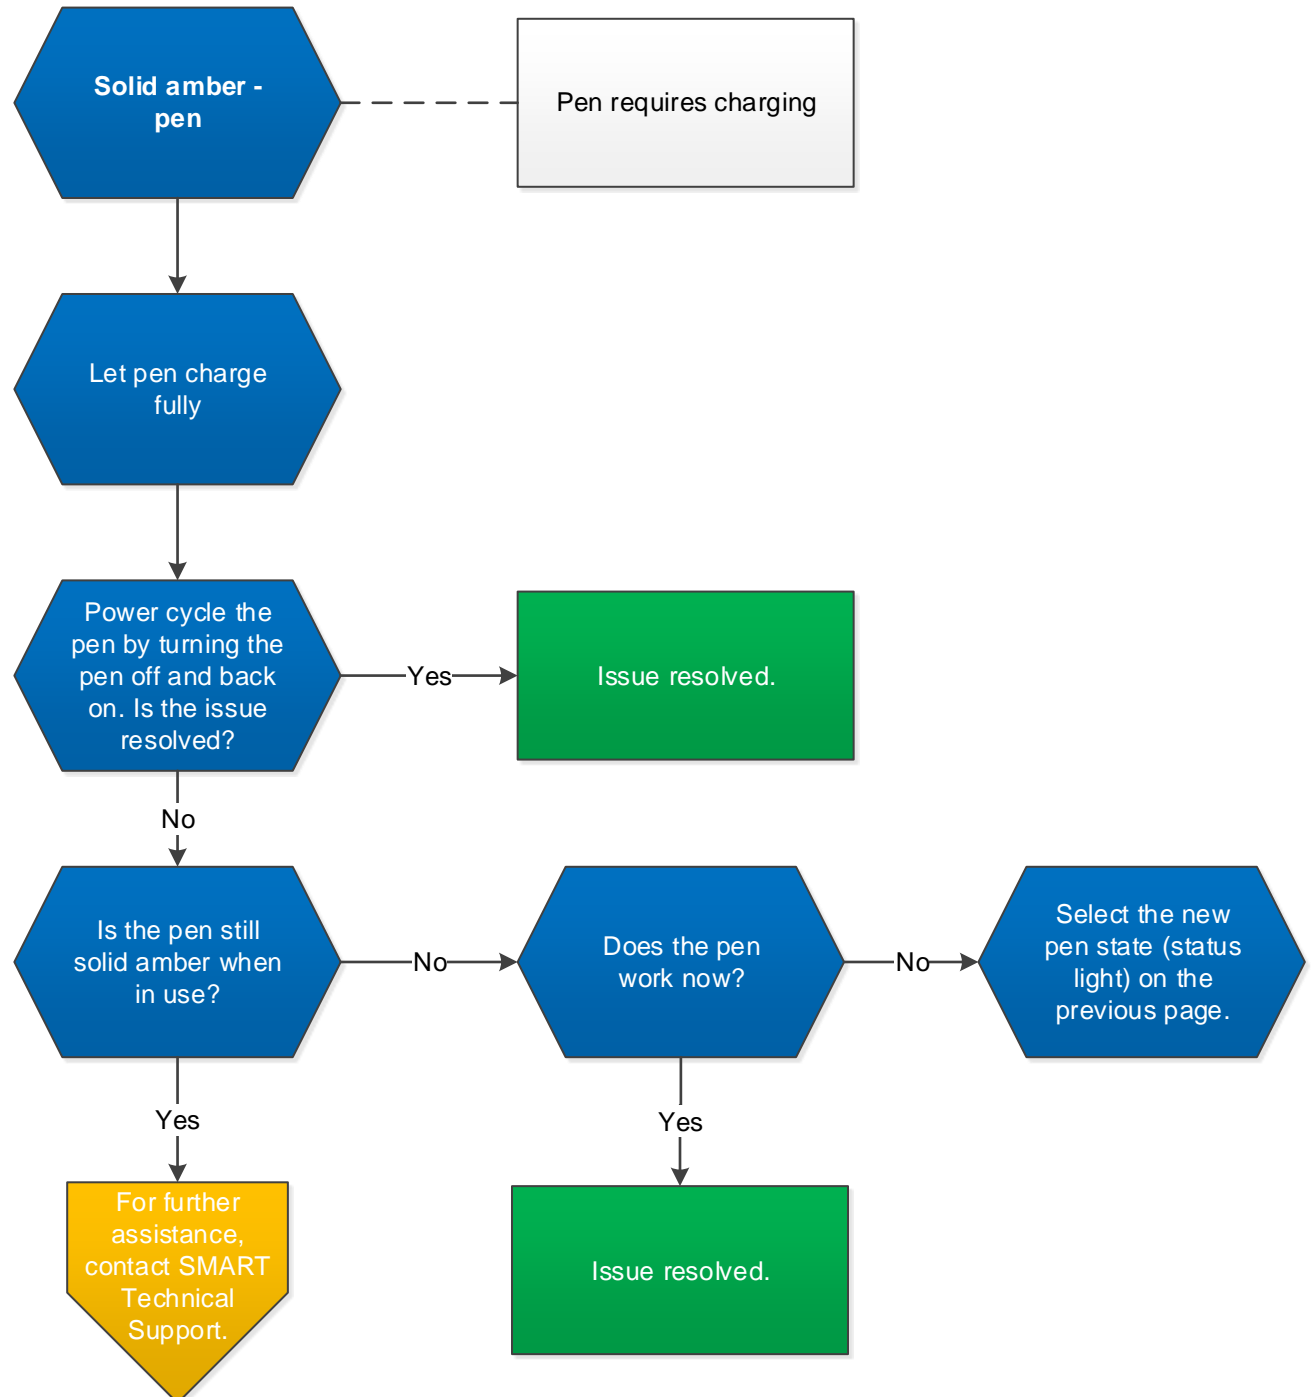 Solid amber -
pen
Pen requires charging
Let pen charge
fully
Power cycle the
pen by turning the
pen off and back
on. Is the issue
resolved?
Yes
Issue resolved.
No
Is the pen still
solid amber when
in use?
No
Does the pen
work now?
No
Select the new
pen state (status
light) on the
previous page.
Yes
Yes
For further
assistance,
contact SMART
Technical
Support.
Issue resolved.